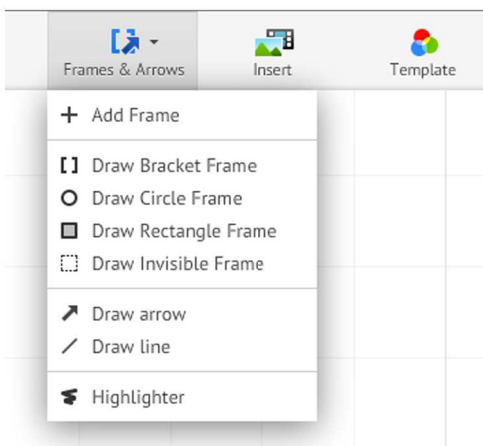 Frames & Arrows Insert Template
Add Frame
Draw Bracket Frame
Draw Circle Frame
Draw Rectangle Frame
Draw Invisible Frame
Draw arrow
Draw line
Highlighter